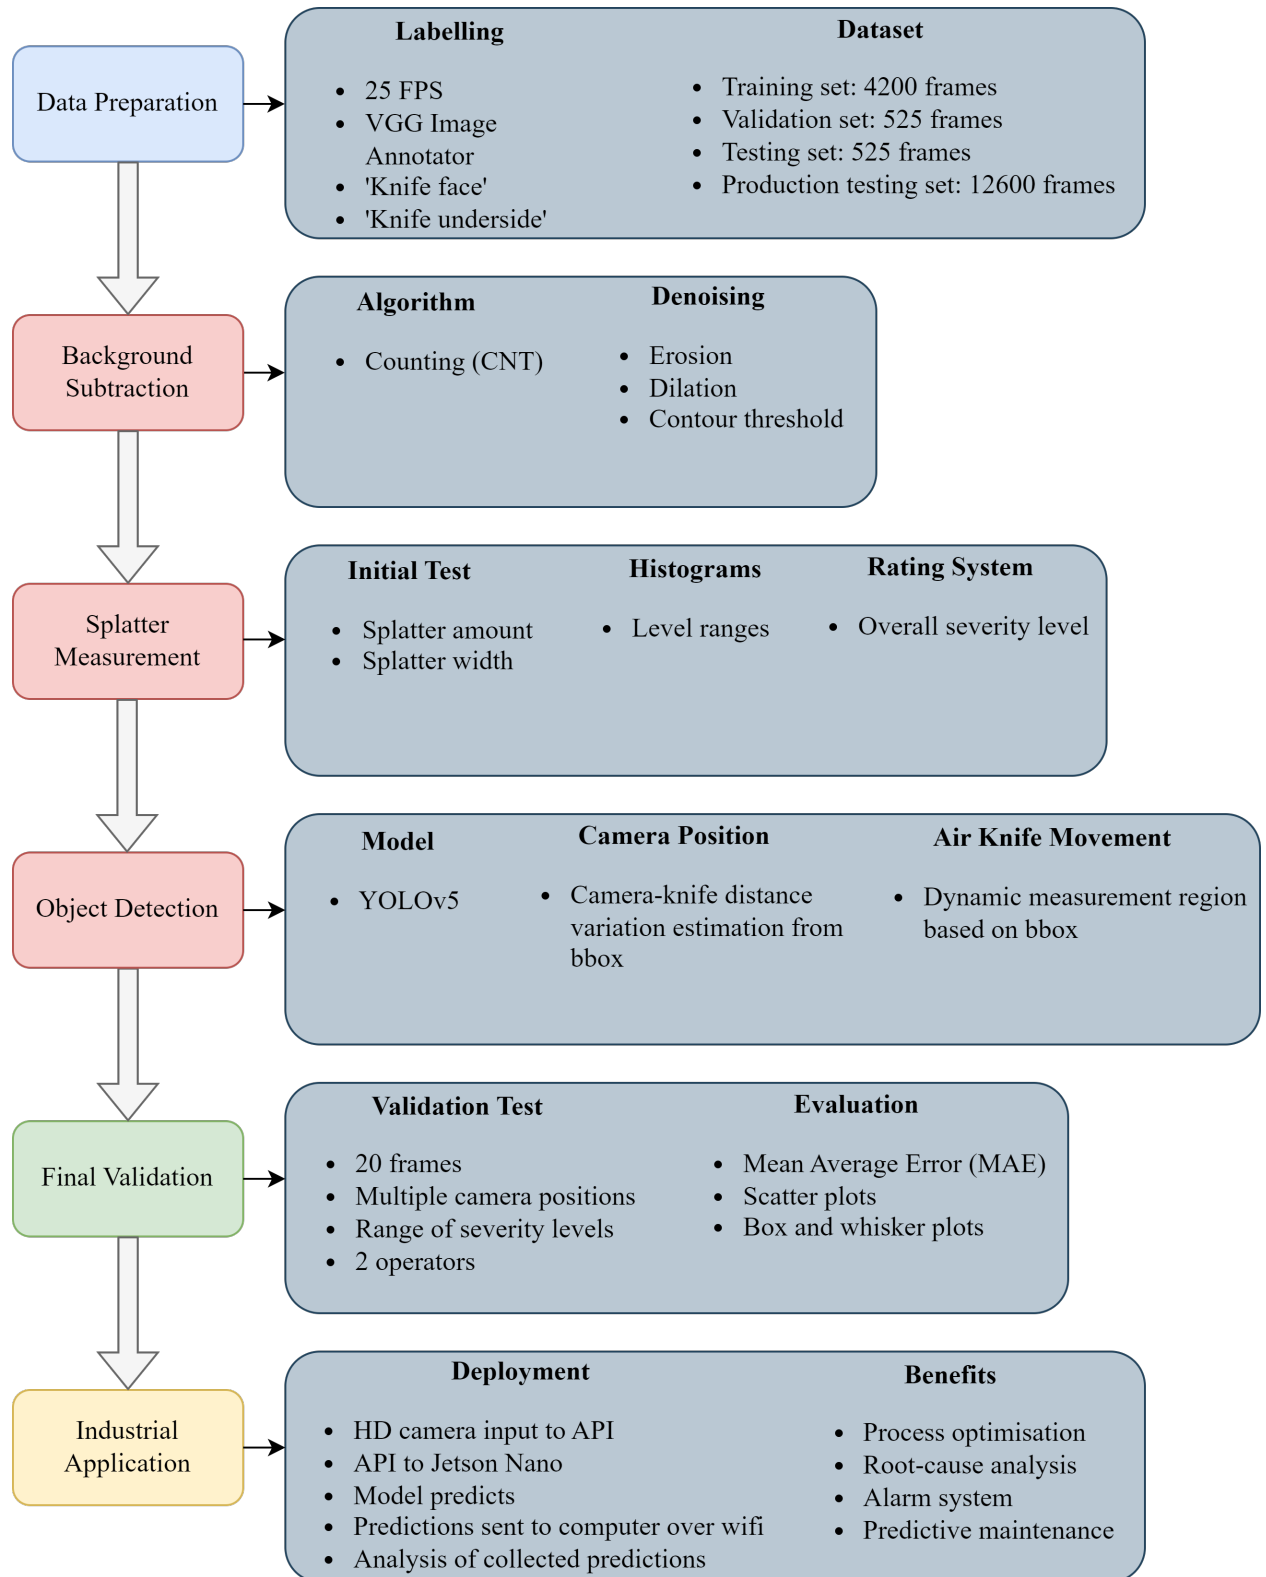 Data Preparation
Labelling
25 FPS
VGG Image
Annotator
'Knife face'
'Knife underside'
Dataset
Training set: 4200 frames
Validation set: 525 frames
Testing set: 525 frames
Production testing set: 12600 frames
Background
Subtraction
Algorithm
Counting (CNT)
Denoising
Erosion
Dilation
Contour threshold
Splatter
Measurement
Initial Test
Splatter amount
Splatter width
Histograms
Level ranges
Rating System
Overall severity level
Object Detection
Model
YOLOv5
Camera Position
Camera-knife distance
variation estimation from
bbox
Air Knife Movement
Dynamic measurement region
based on bbox
Final Validation
Validation Test
20 frames
Multiple camera positions
Range of severity levels
2 operators
Evaluation
Mean Average Error (MAE)
Scatter plots
Box and whisker plots
Industrial
Application
Deployment
HD camera input to API
API to Jetson Nano
Model predicts
Predictions sent to computer over wifi
Analysis of collected predictions
Benefits
Process optimisation
Root-cause analysis
Alarm system
Predictive maintenance